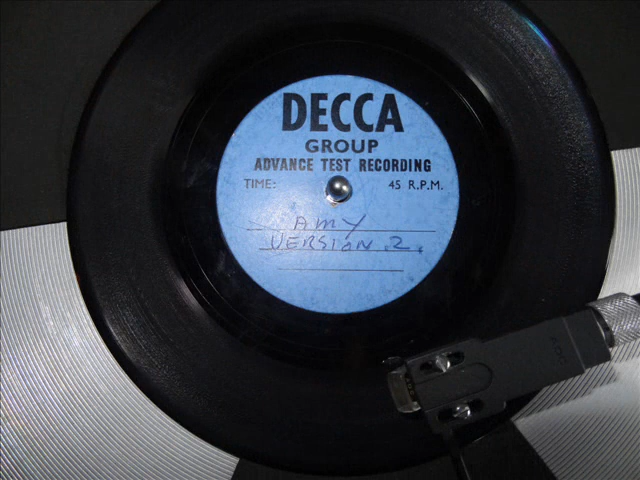 DECCA
GROUP
ADVANCE TEST RECORDING
TIME: 45 R.P.M.
AMY
VERSION.2.